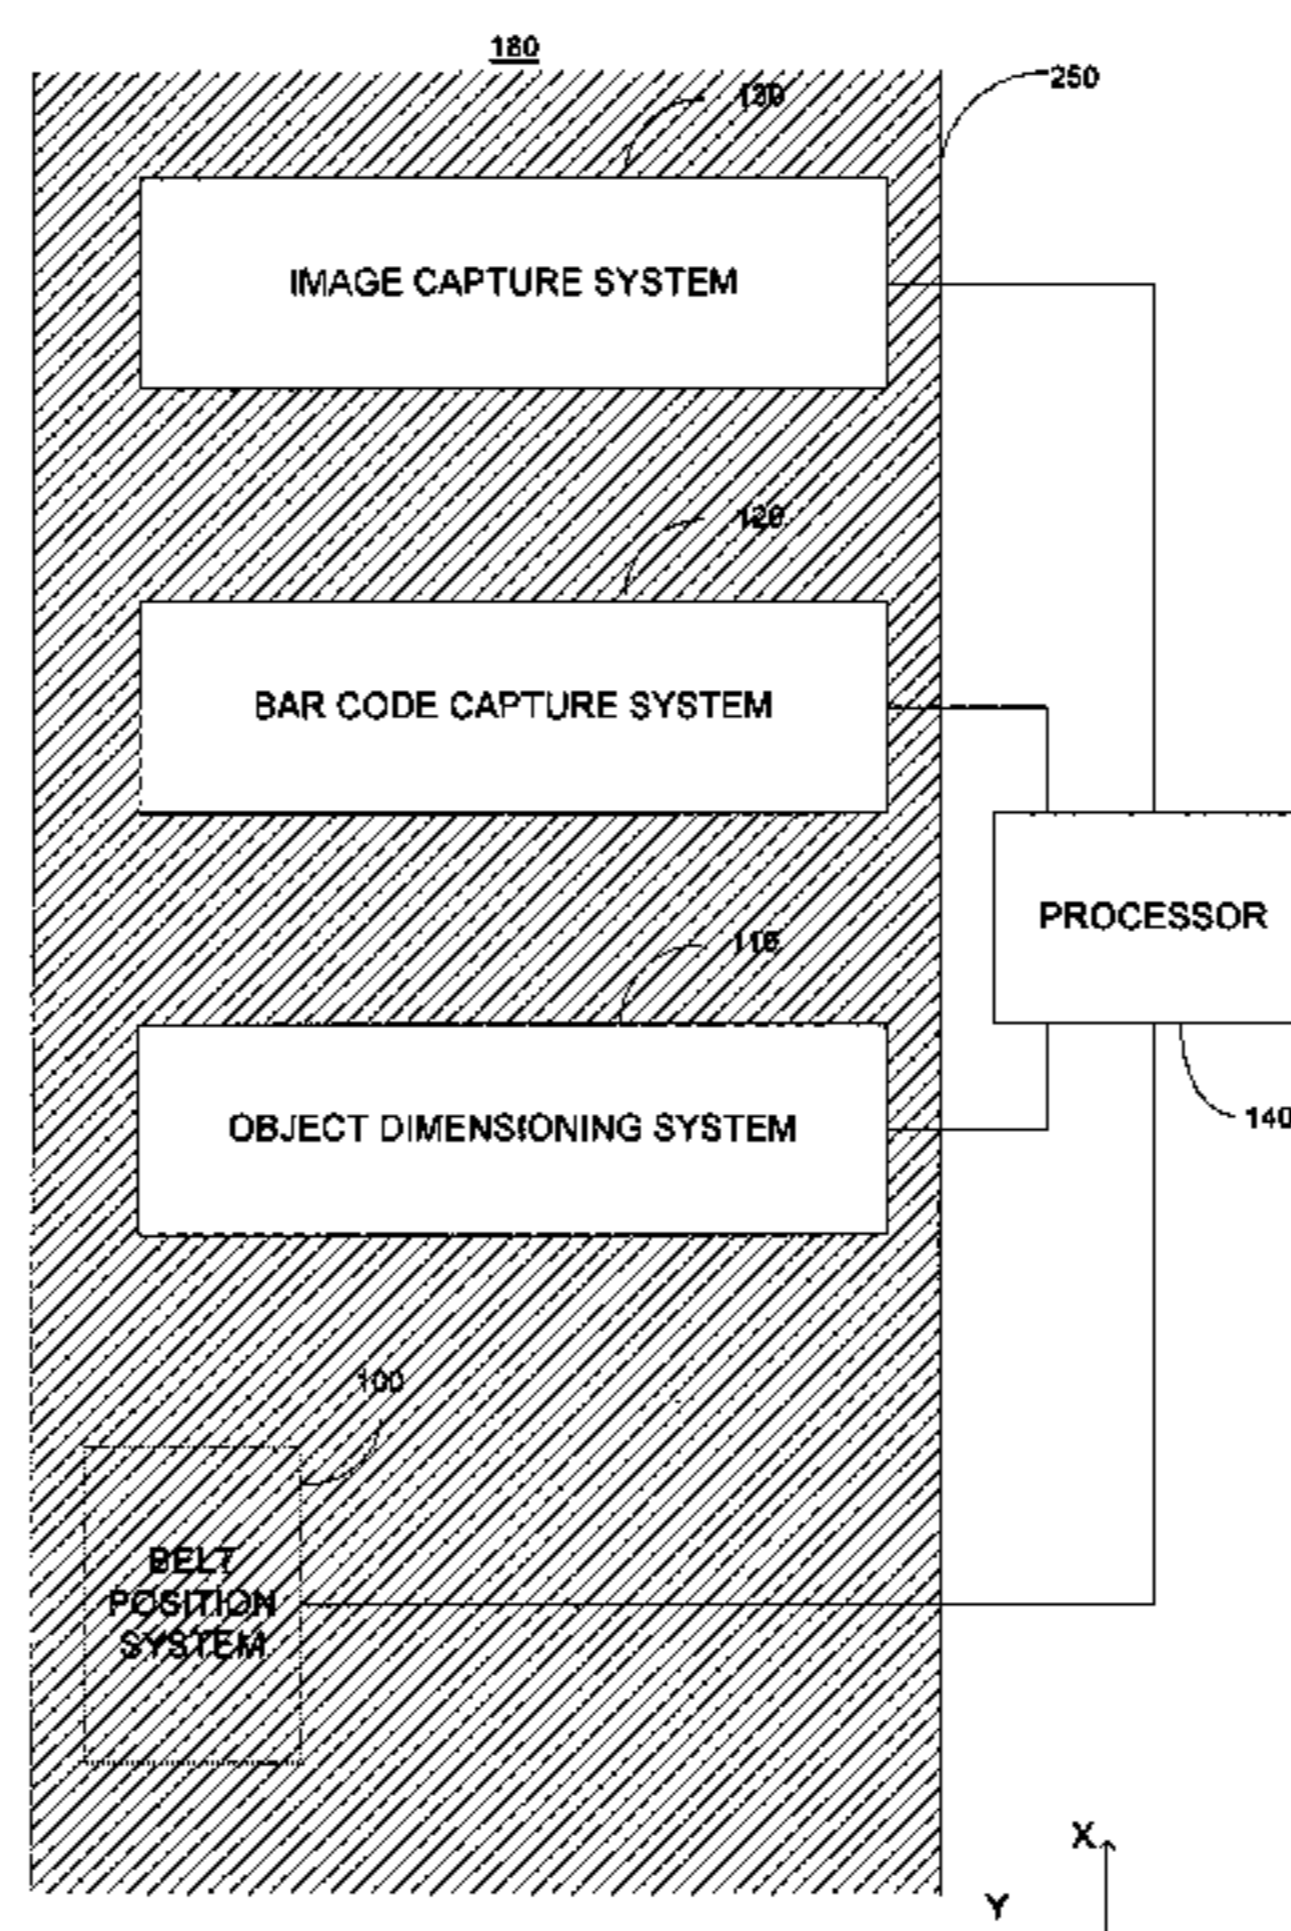 180
250
130
IMAGE CAPTURE SYSTEM
120
BAR CODE CAPTURE SYSTEM
PROCESSOR
OBJECT DIMENSIONING SYSTEM
140
100
BELT
POSITION
SYSTEM
X
Y